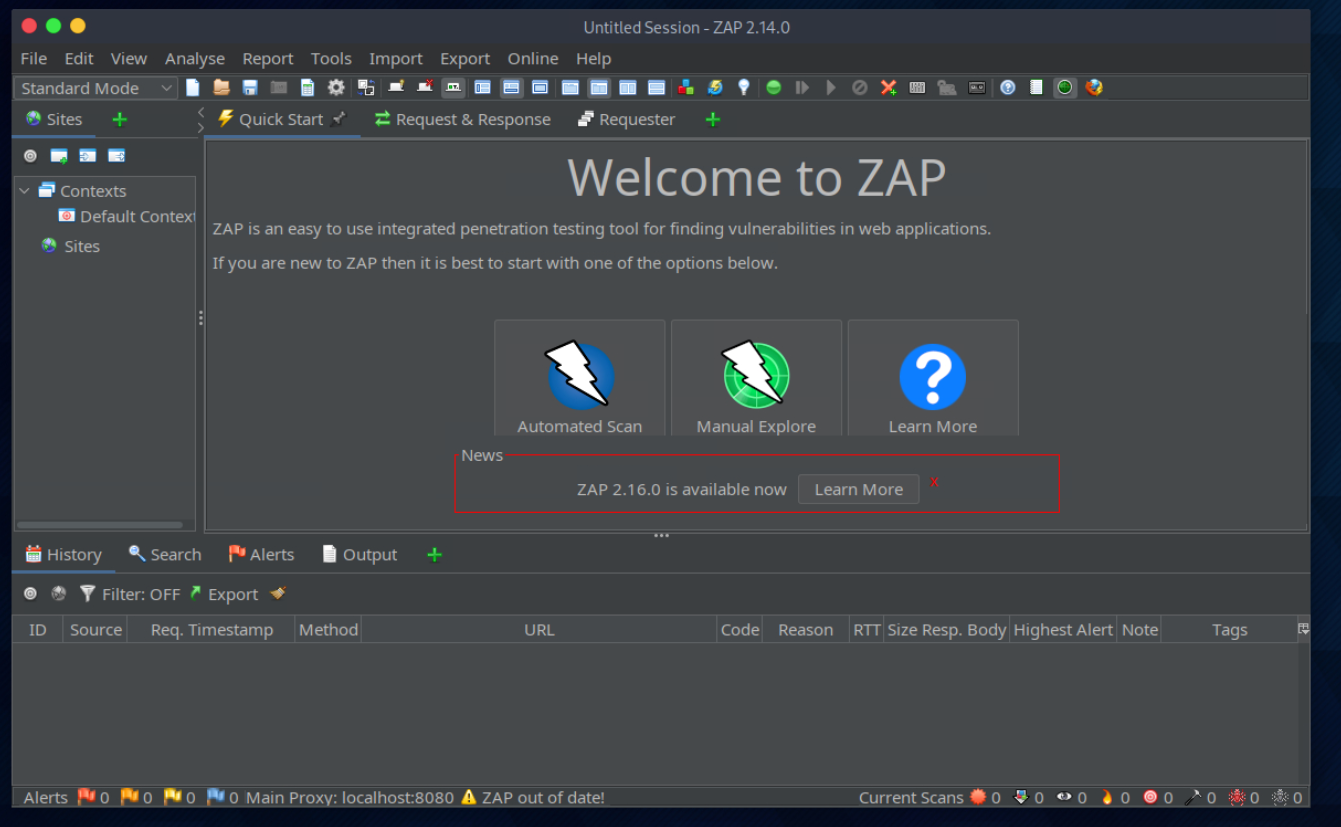 Untitled Session - ZAP 2.14.0
File Edit View Analyse Report Tools Import Export Online Help
Standard Mode
Sites
Quick Start Request & Response Requester
Welcome to ZAP
Contexts
Default Contex
Sites
ZAP is an easy to use integrated penetration testing tool for finding vulnerabilities in web applications.
If you are new to ZAP then it is best to start with one of the options below.
Automated Scan Manual Explore Learn More
News
ZAP 2.16.0 is available now Learn More X
History Search Alerts Output
Filter: OFF Export
ID Source Req. Timestamp Method URL Code Reason RTT Size Resp. Body Highest Alert Note Tags
Alerts 0 0 0 0 Main Proxy: localhost:8080 ZAP out of date! Current Scans 0 0 0 0 0 0 0 0